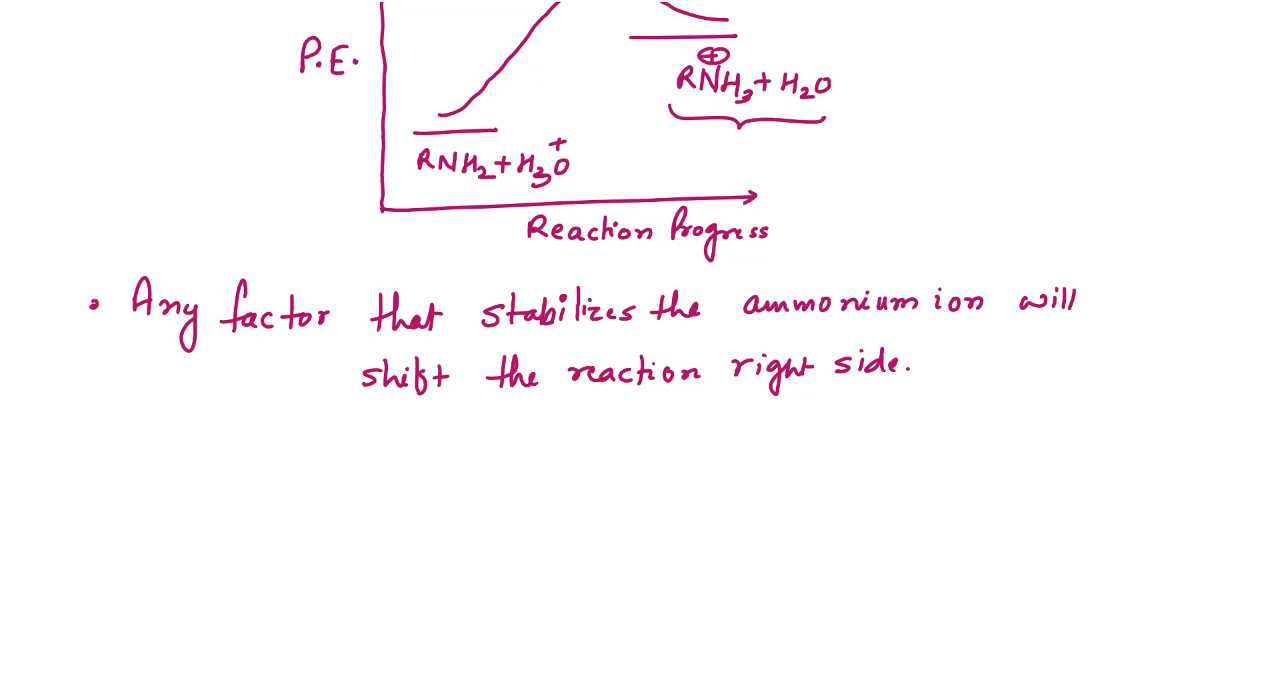 P.E.
⊕
RNH₃ + H₂O
RNH₂ + H₃O⁺
Reaction Progress
• Any factor that stabilizes the ammonium ion will
shift the reaction right side.